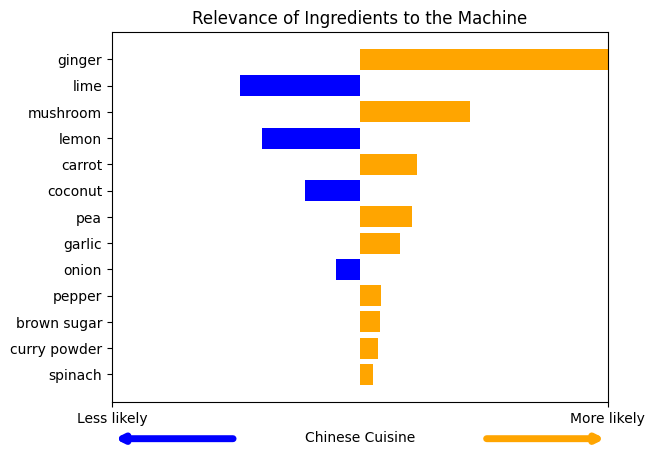 Relevance of Ingredients to the Machine
ginger
lime
mushroom
lemon
carrot
coconut
pea
garlic
onion
pepper
brown sugar
curry powder
spinach
Less likely
More likely
Chinese Cuisine